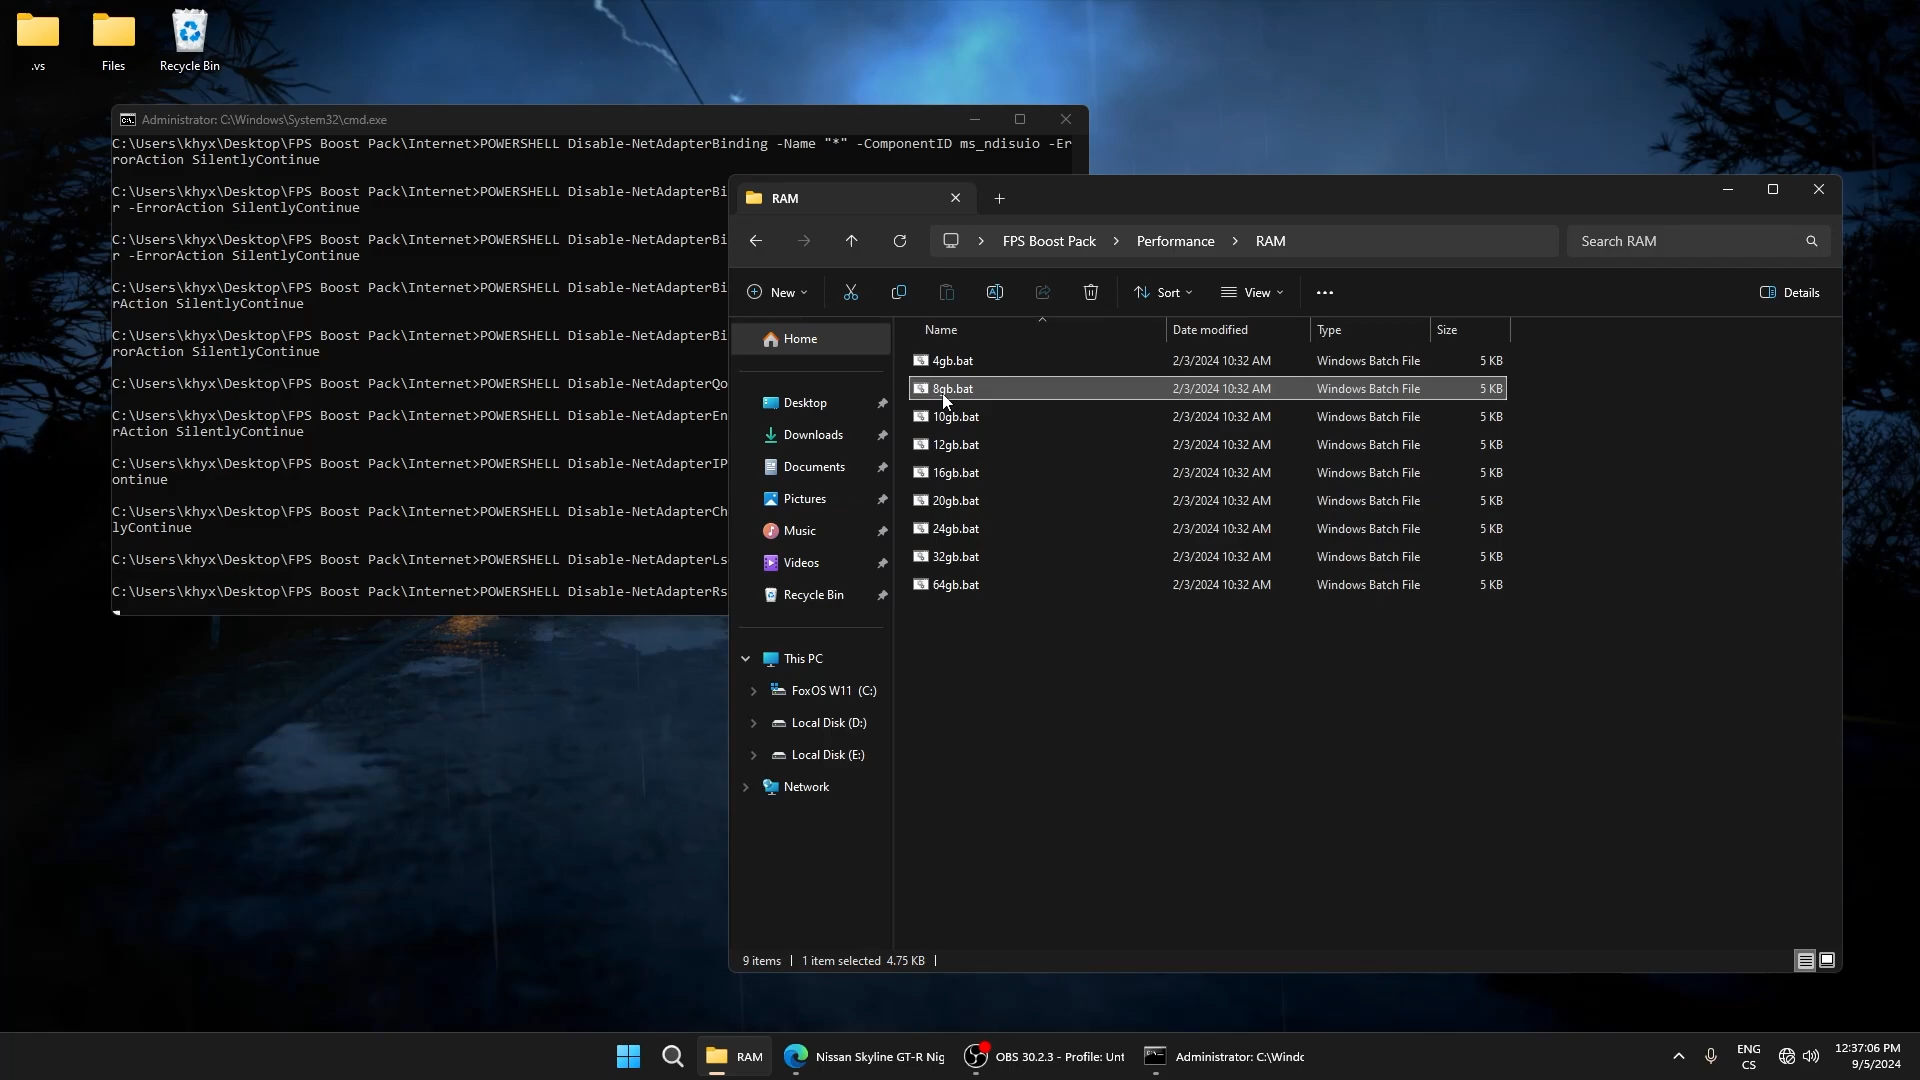 .vs
Files
Recycle Bin
Administrator: C:\Windows\System32\cmd.exe
C:\Users\khyx\Desktop\FPS Boost Pack\Internet>POWERSHELL Disable-NetAdapterBinding -Name "*" -ComponentID ms_ndisuio -Er
rorAction SilentlyContinue
C:\Users\khyx\Desktop\FPS Boost Pack\Internet>POWERSHELL Disable-NetAdapterBi
r -ErrorAction SilentlyContinue
C:\Users\khyx\Desktop\FPS Boost Pack\Internet>POWERSHELL Disable-NetAdapterBi
r -ErrorAction SilentlyContinue
C:\Users\khyx\Desktop\FPS Boost Pack\Internet>POWERSHELL Disable-NetAdapterBi
rAction SilentlyContinue
C:\Users\khyx\Desktop\FPS Boost Pack\Internet>POWERSHELL Disable-NetAdapterBi
rorAction SilentlyContinue
C:\Users\khyx\Desktop\FPS Boost Pack\Internet>POWERSHELL Disable-NetAdapterQo
C:\Users\khyx\Desktop\FPS Boost Pack\Internet>POWERSHELL Disable-NetAdapterEn
rAction SilentlyContinue
C:\Users\khyx\Desktop\FPS Boost Pack\Internet>POWERSHELL Disable-NetAdapterIP
ontinue
C:\Users\khyx\Desktop\FPS Boost Pack\Internet>POWERSHELL Disable-NetAdapterCh
lyContinue
C:\Users\khyx\Desktop\FPS Boost Pack\Internet>POWERSHELL Disable-NetAdapterLs
C:\Users\khyx\Desktop\FPS Boost Pack\Internet>POWERSHELL Disable-NetAdapterRs
RAM
FPS Boost Pack > Performance > RAM
Search RAM
New
Sort
View
Details
Home
Desktop
Downloads
Documents
Pictures
Music
Videos
Recycle Bin
This PC
FoxOS W11 (C:)
Local Disk (D:)
Local Disk (E:)
Network
Name Date modified Type Size
4gb.bat 2/3/2024 10:32 AM Windows Batch File 5 KB
8gb.bat 2/3/2024 10:32 AM Windows Batch File 5 KB
10gb.bat 2/3/2024 10:32 AM Windows Batch File 5 KB
12gb.bat 2/3/2024 10:32 AM Windows Batch File 5 KB
16gb.bat 2/3/2024 10:32 AM Windows Batch File 5 KB
20gb.bat 2/3/2024 10:32 AM Windows Batch File 5 KB
24gb.bat 2/3/2024 10:32 AM Windows Batch File 5 KB
32gb.bat 2/3/2024 10:32 AM Windows Batch File 5 KB
64gb.bat 2/3/2024 10:32 AM Windows Batch File 5 KB
9 items | 1 item selected 4.75 KB |
RAM
Nissan Skyline GT-R Nig
OBS 30.2.3 - Profile: Unt
Administrator: C:\Windc
ENG
CS
12:37:06 PM
9/5/2024